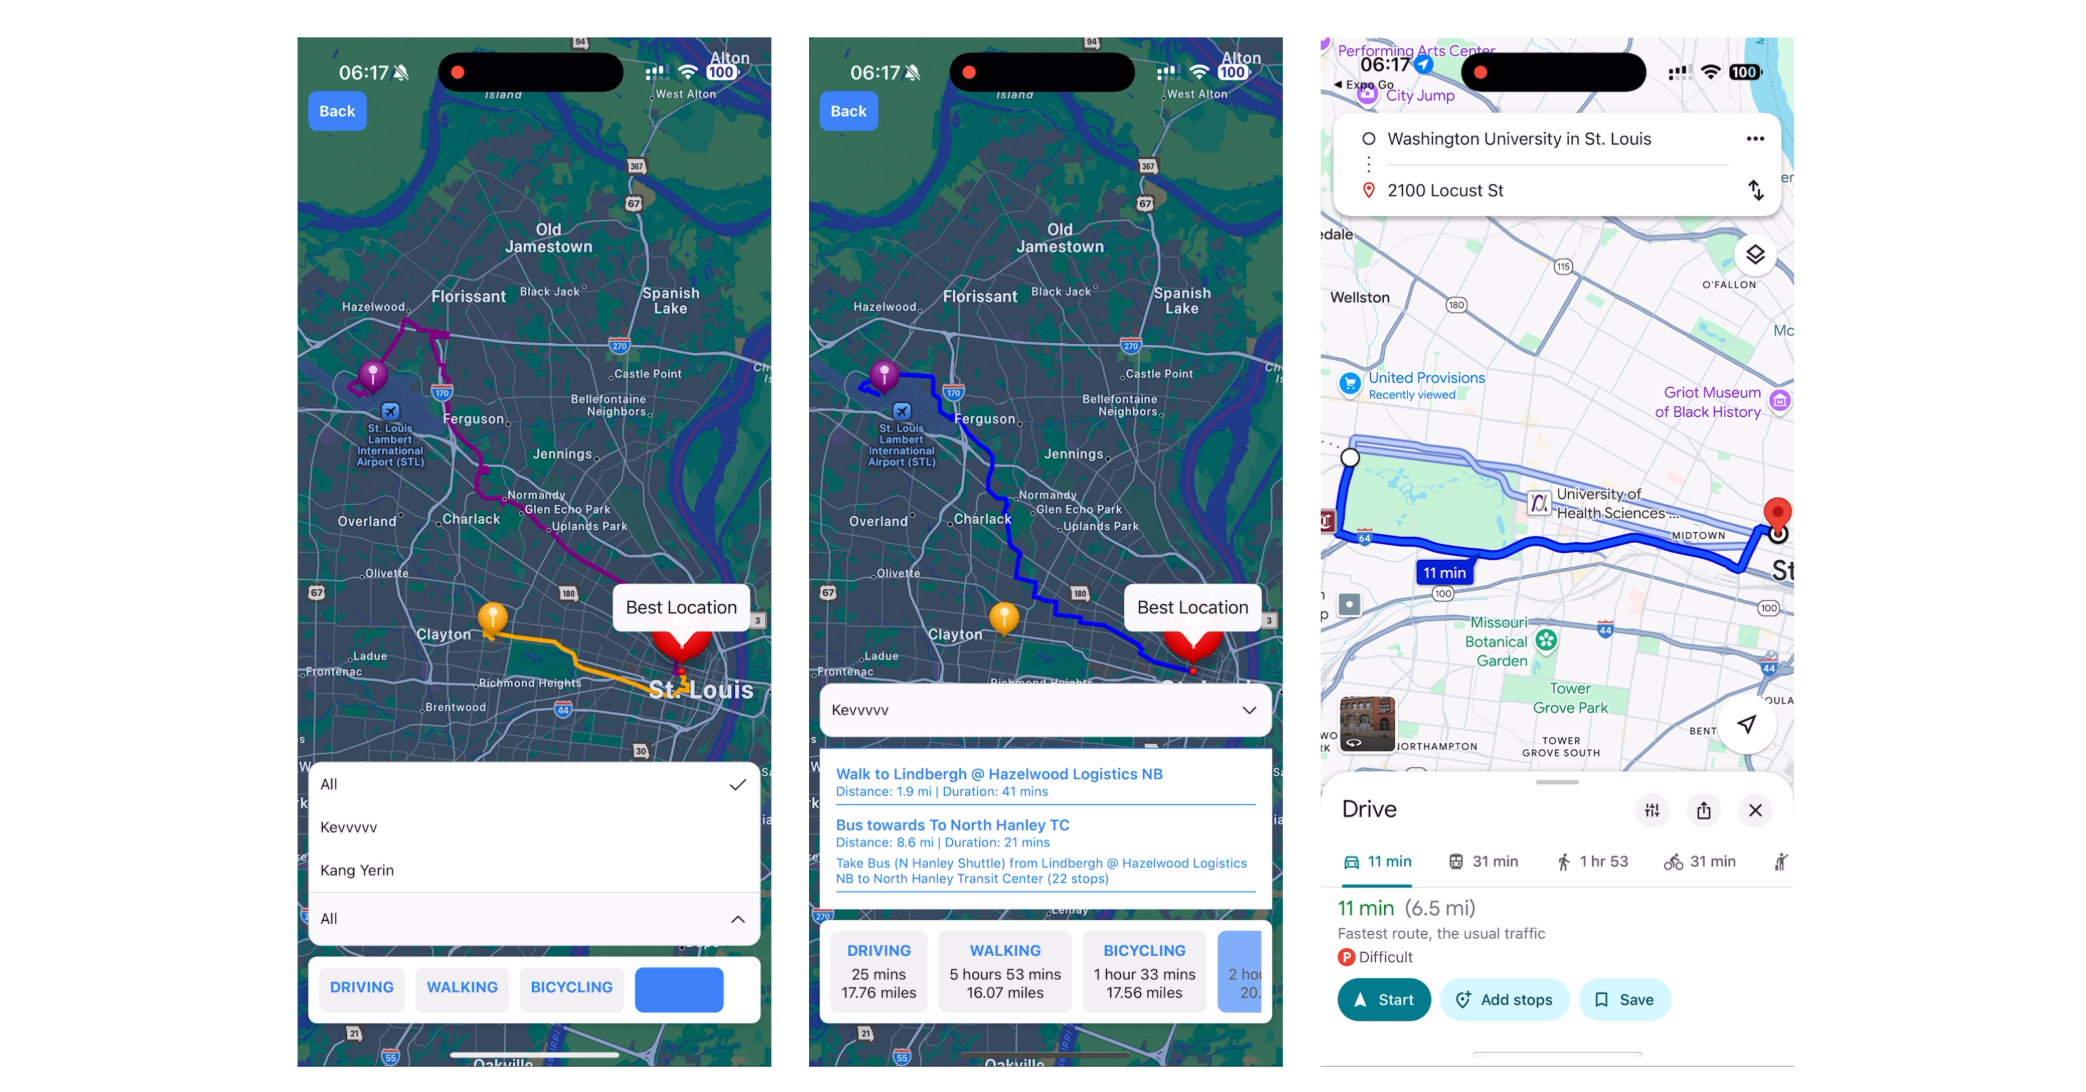 94
Alton
06:17
100
Island
West Alton
Back
367
67
Old
Jamestown
Hazelwood
Florissant
Black Jack
Spanish
Lake
270
Castle Point
170
Bellefontaine
Neighbors
Ferguson
St. Louis
Lambert
International
Airport (STL)
Jennings
Normandy
Glen Echo Park
Charlack
Overland
Uplands Park
Olivette
67
180
Best Location
3
Clayton
Ladue
Frontenac
Richmond Heights
St. Louis
Brentwood
44
30
All
Kevvvvv
Kang Yerin
All
DRIVING
WALKING
BICYCLING
21
55
Oakville
94
Alton
06:17
100
Island
West Alton
Back
367
67
Old
Jamestown
Hazelwood
Florissant
Black Jack
Spanish
Lake
270
Castle Point
170
Bellefontaine
Neighbors
Ferguson
St. Louis
Lambert
International
Airport (STL)
Jennings
Normandy
Glen Echo Park
Charlack
Overland
Uplands Park
Olivette
67
180
Best Location
3
Clayton
Ladue
Frontenac
Richmond Heights
Kevvvvv
Walk to Lindbergh @ Hazelwood Logistics NB
Distance: 1.9 mi | Duration: 41 mins
Bus towards To North Hanley TC
Distance: 8.6 mi | Duration: 21 mins
Take Bus (N Hanley Shuttle) from Lindbergh @ Hazelwood Logistics
NB to North Hanley Transit Center (22 stops)
270
Lemay
DRIVING
25 mins
17.76 miles
WALKING
5 hours 53 mins
16.07 miles
BICYCLING
1 hour 33 mins
17.56 miles
2 hou
20.
21
55
Oakville
Performing Arts Center
06:17
100
Expo Go
City Jump
Washington University in St. Louis
2100 Locust St
edale
115
O'FALLON
Wellston
180
Mc
United Provisions
Recently viewed
Griot Museum
of Black History
University of
Health Sciences ...
64
MIDTOWN
11 min
St
100
100
Missouri
Botanical
Garden
44
44
Tower
Grove Park
OULA
BENT
NORTHAMPTON
TOWER
GROVE SOUTH
Drive
11 min
31 min
1 hr 53
31 min
11 min (6.5 mi)
Fastest route, the usual traffic
P Difficult
Start
Add stops
Save